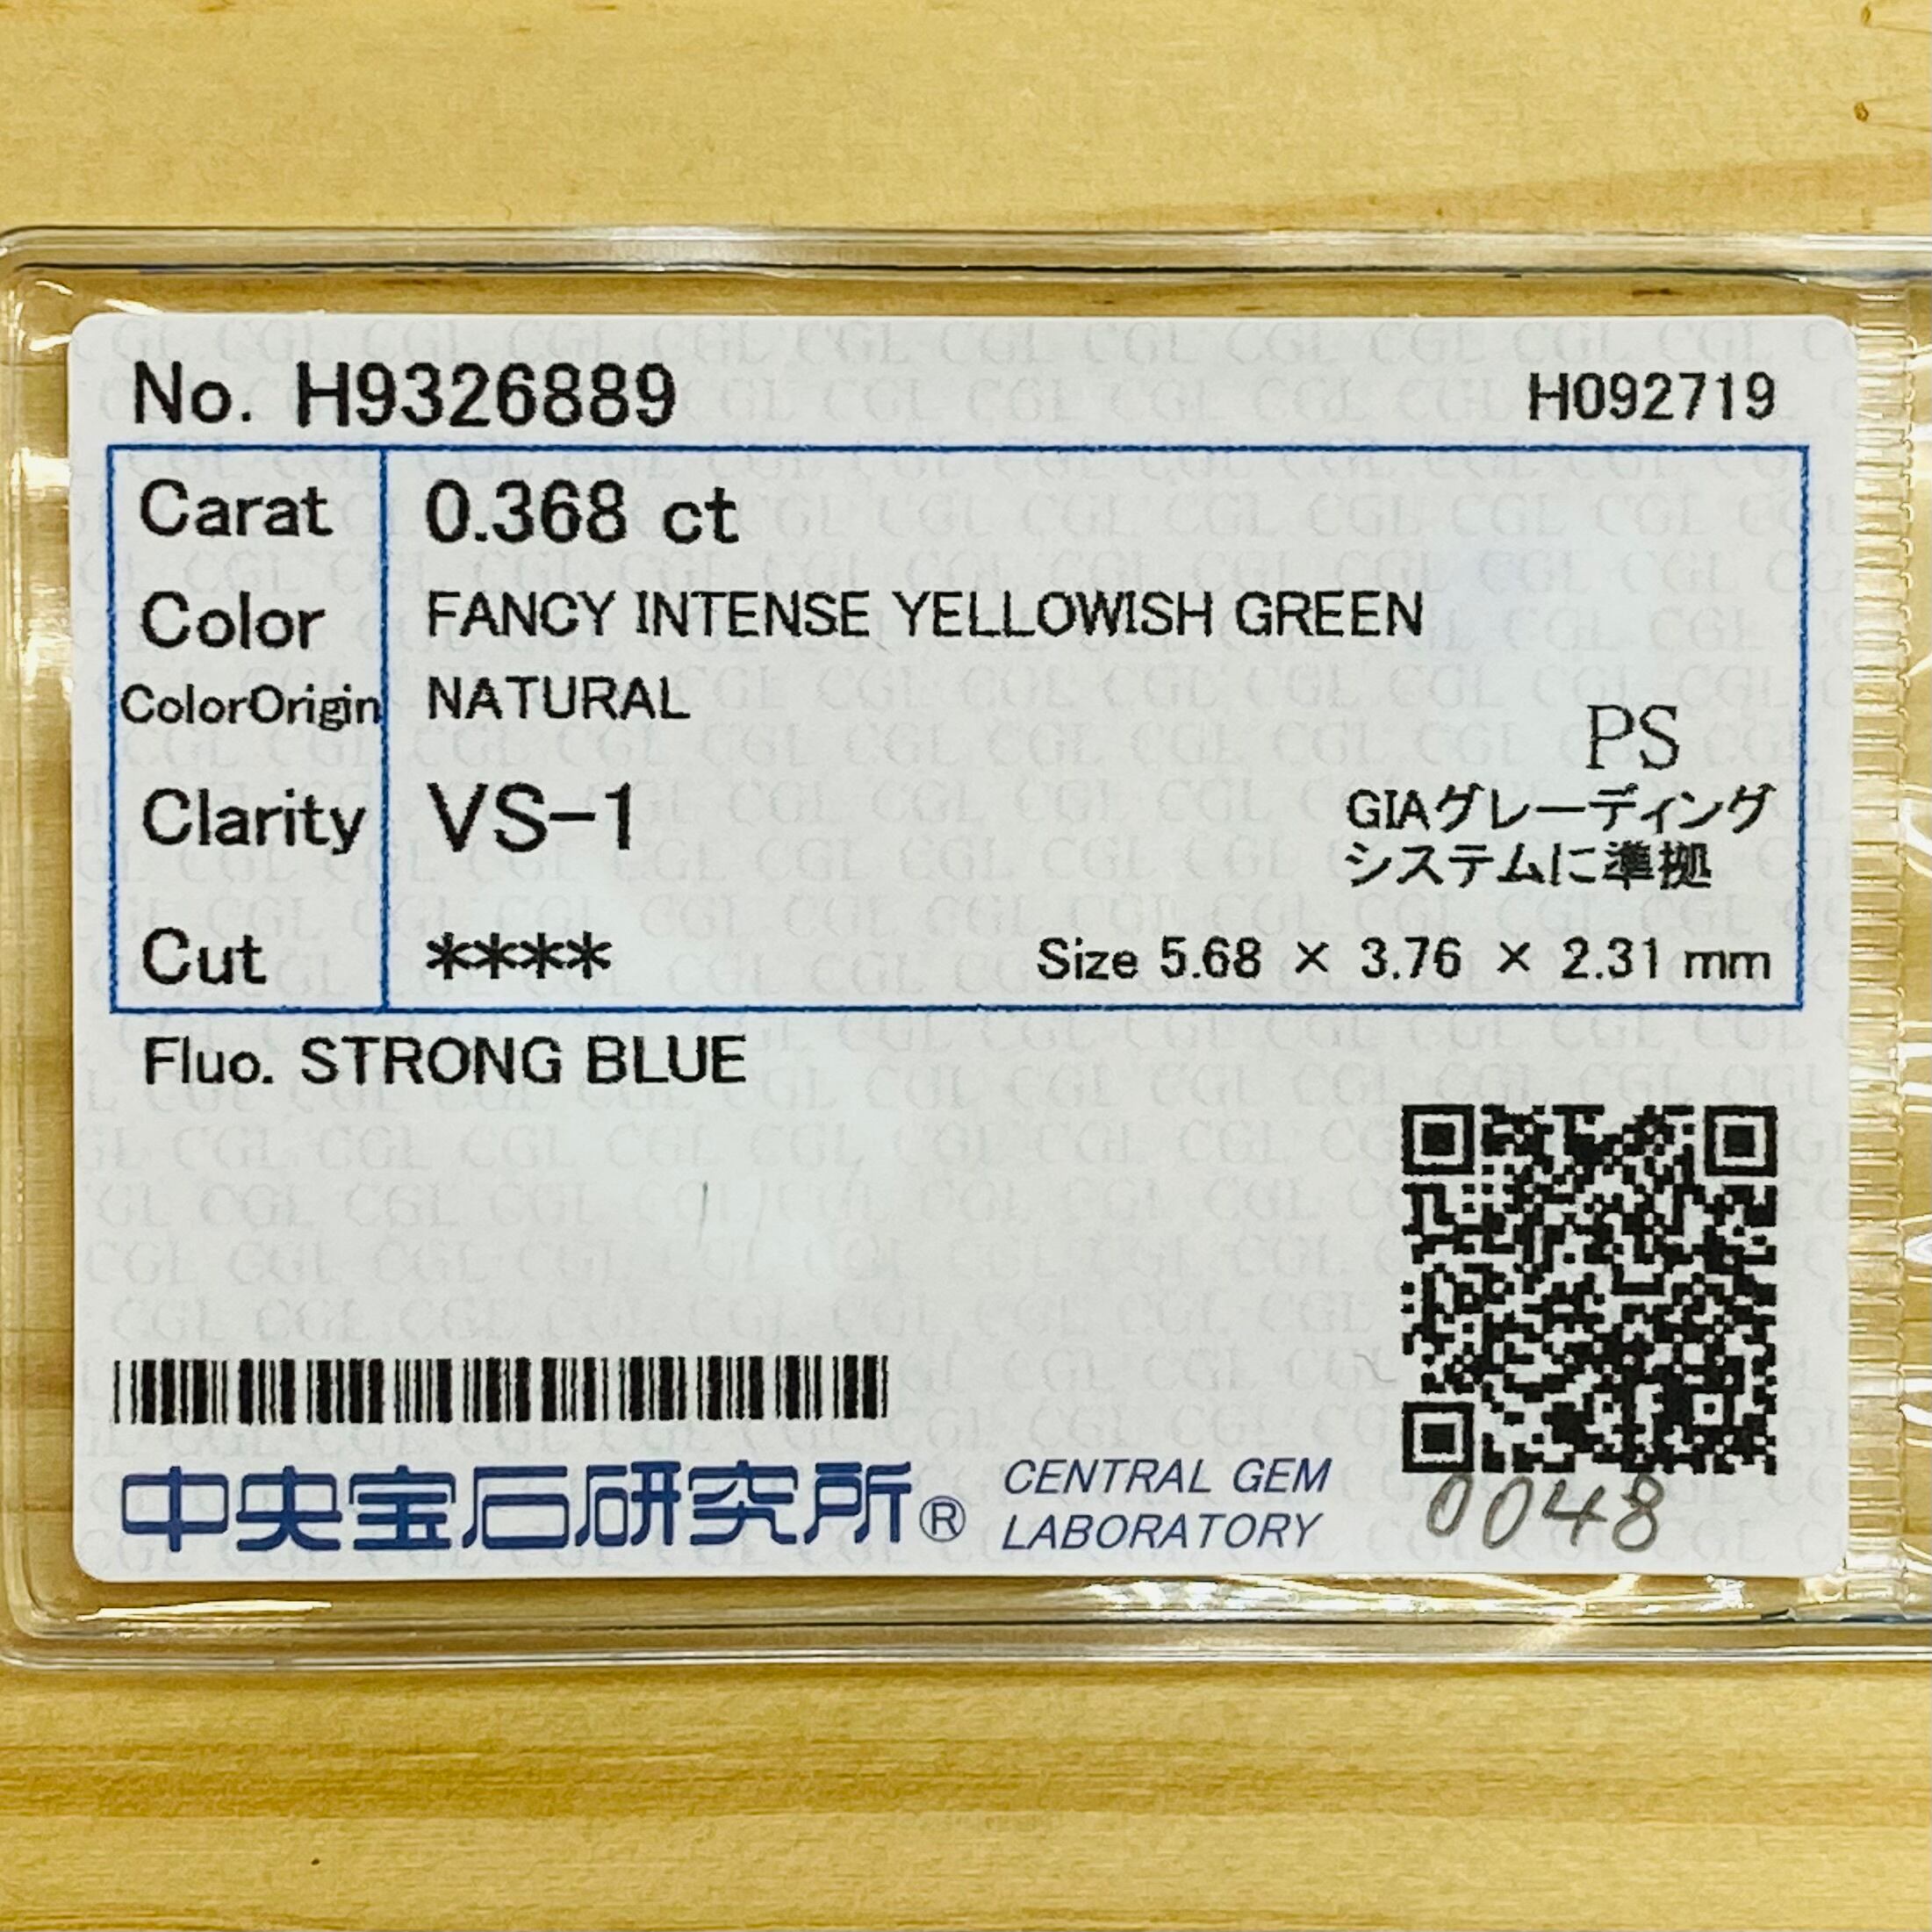 No. H9326889
H092719
Carat 0.368 ct
Color FANCY INTENSE YELLOWISH GREEN
ColorOrigin NATURAL
PS
Clarity VS-1
GIAグレーディング
システムに準拠
Cut ****
Size 5.68 × 3.76 × 2.31 mm
Fluo. STRONG BLUE
中央宝石研究所®
CENTRAL GEM
LABORATORY
0048